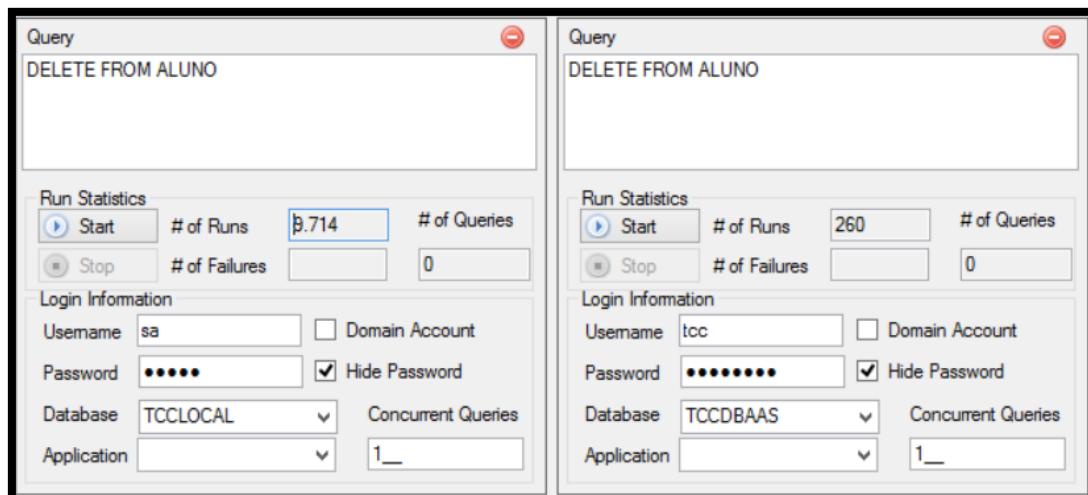 Query
DELETE FROM ALUNO
Run Statistics
Start # of Runs 9.714 # of Queries
Stop # of Failures 0
Login Information
Username sa Domain Account
Password ●●●●● Hide Password
Database TCCLOCAL Concurrent Queries
Application 1__
Query
DELETE FROM ALUNO
Run Statistics
Start # of Runs 260 # of Queries
Stop # of Failures 0
Login Information
Username tcc Domain Account
Password ●●●●●●●● Hide Password
Database TCCDBAAS Concurrent Queries
Application 1__